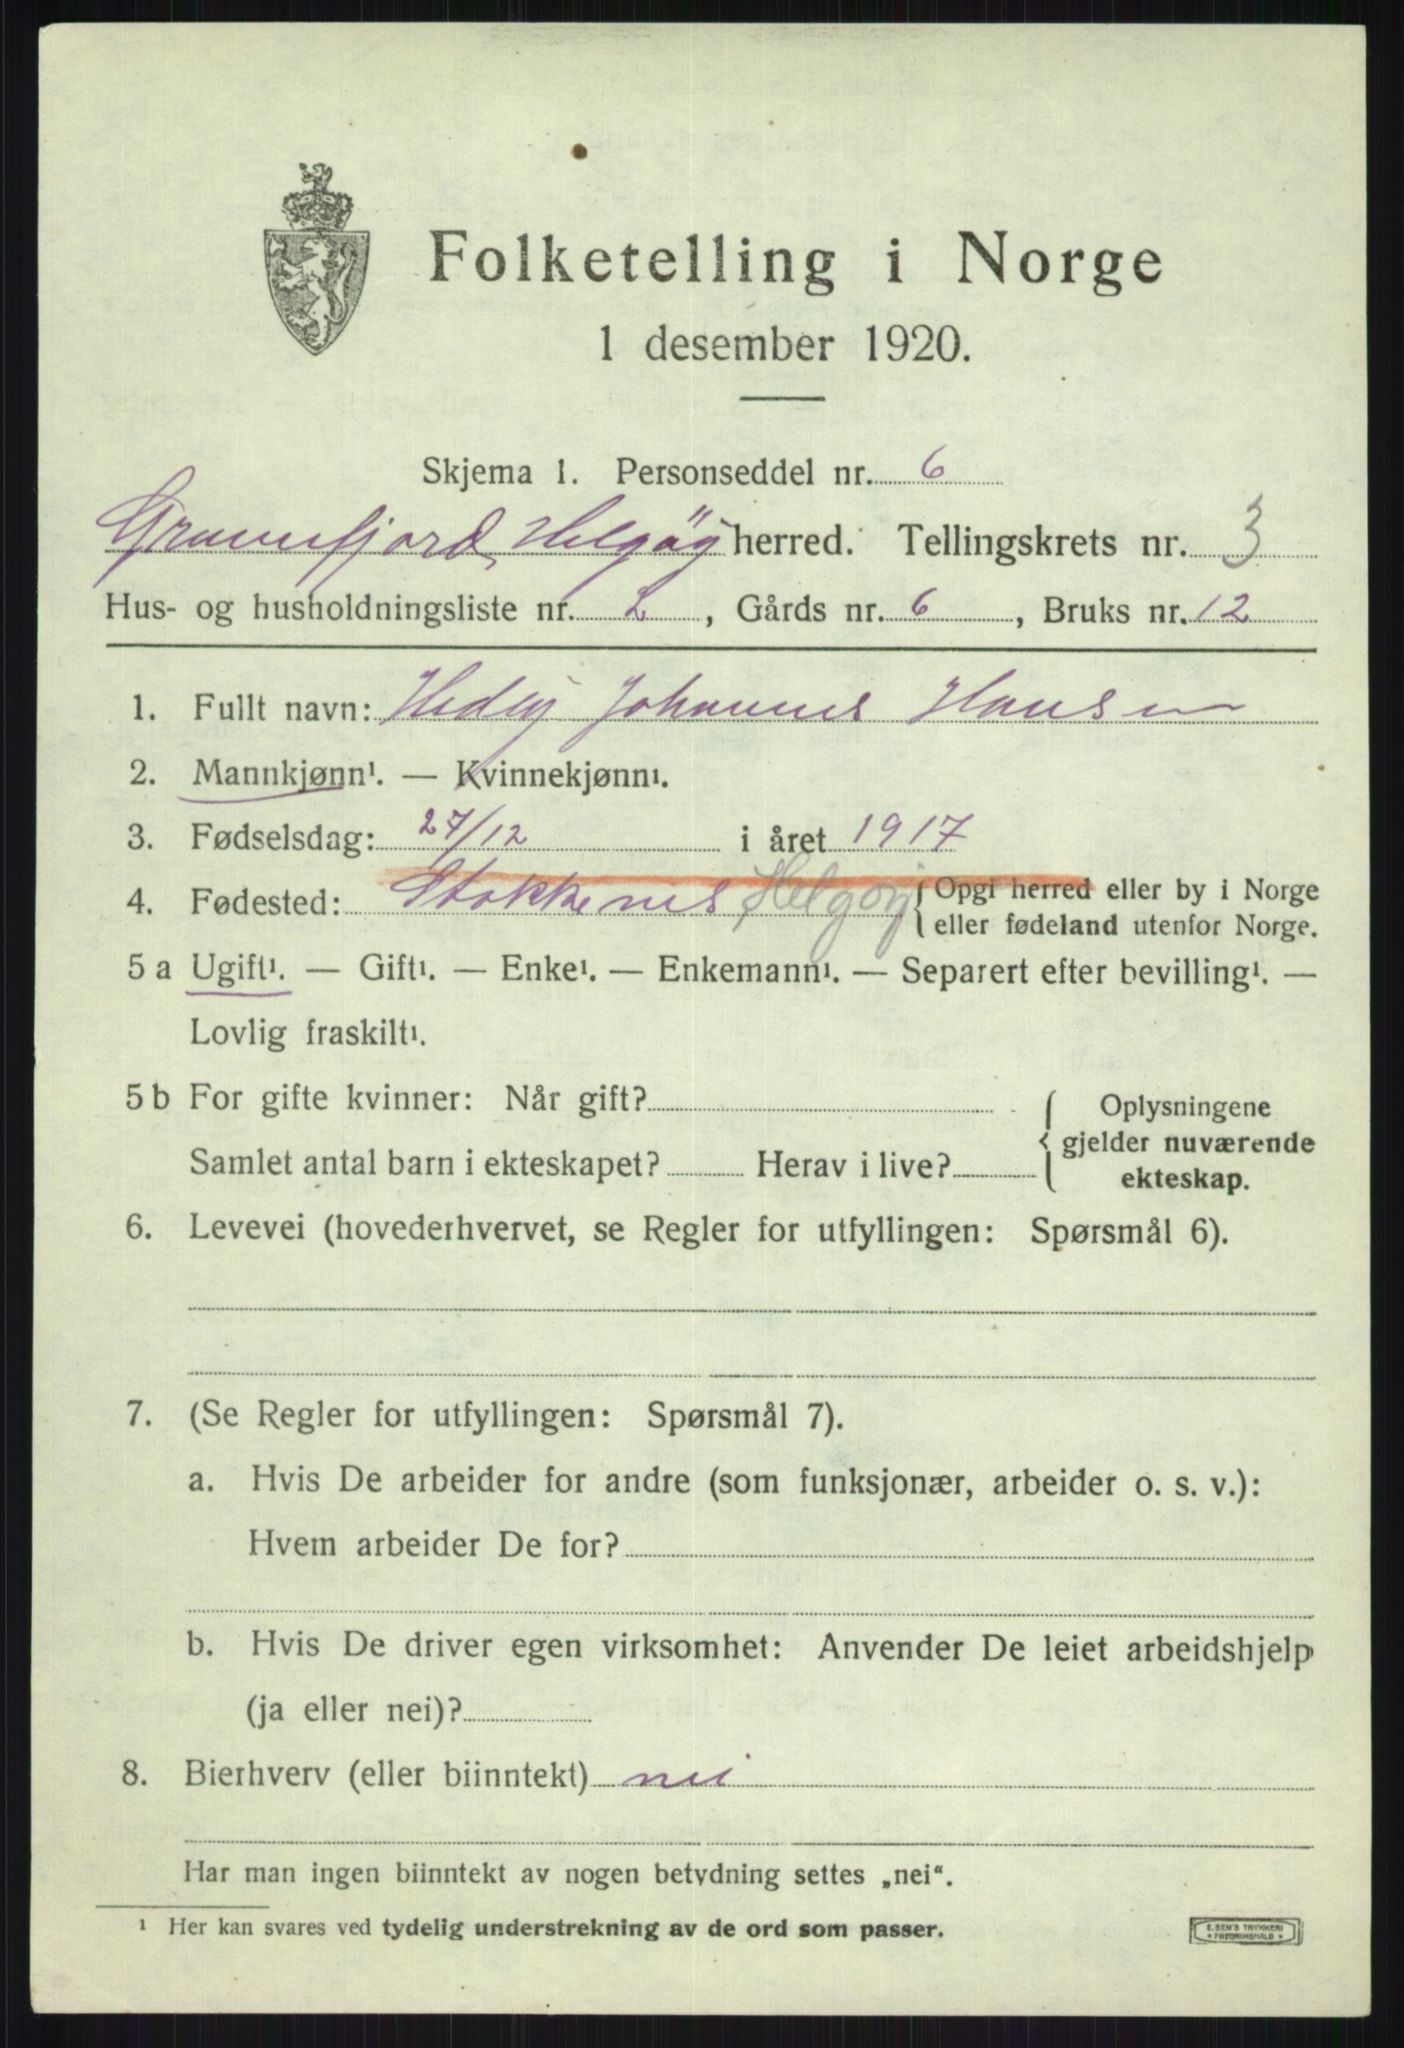 Folketelling i Norge
1 desember 1920.
Skjema 1. Personseddel nr. 6
Helgöy herred. Tellingskrets nr. 3
Hus- og husholdningsliste nr. 2, Gårds nr. 6, Bruks nr. 12
1. Fullt navn: Hedly Johannes Hansen
2. Mannkjønn¹. — Kvinnekjønn¹.
3. Fødselsdag: 27/12 i året 1917
4. Fødested: Stokkenes Helgøy { Opgi herred eller by i Norge
eller fødeland utenfor Norge.
5 a Ugift¹. — Gift¹. — Enke¹. — Enkemann¹. — Separert efter bevilling¹. —
Lovlig fraskilt¹.
5 b For gifte kvinner: Når gift? { Oplysningene
gjelder nuværende
Samlet antal barn i ekteskapet? Herav i live?
ekteskap.
6. Levevei (hovederhvervet, se Regler for utfyllingen: Spørsmål 6).
7. (Se Regler for utfyllingen: Spørsmål 7).
a. Hvis De arbeider for andre (som funksjonær, arbeider o. s. v.):
Hvem arbeider De for?
b. Hvis De driver egen virksomhet: Anvender De leiet arbeidshjelp
(ja eller nei)?
8. Bierhverv (eller biinntekt) nei
Har man ingen biinntekt av nogen betydning settes „nei“.
¹ Her kan svares ved tydelig understrekning av de ord som passer.
E. SEM'S TRYKKERI
FREDRIKSHALD